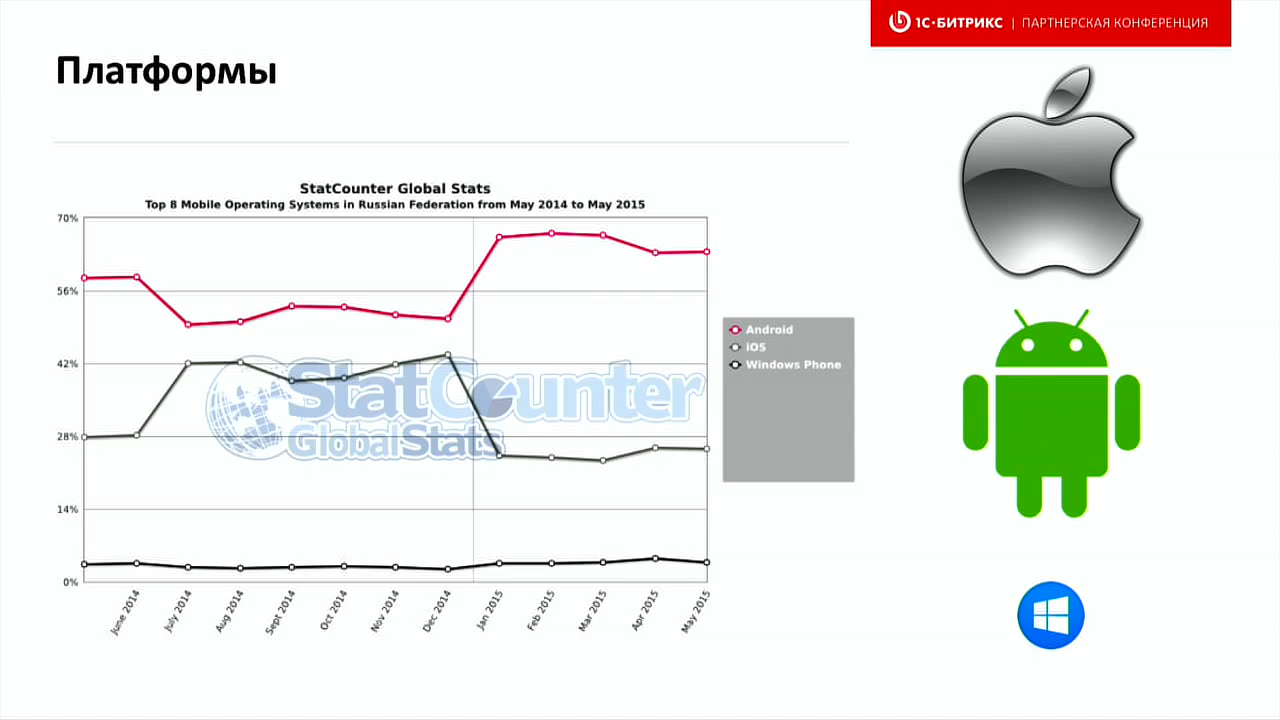 1С-БИТРИКС | ПАРТНЕРСКАЯ КОНФЕРЕНЦИЯ
Платформы
StatCounter Global Stats
Top 8 Mobile Operating Systems in Russian Federation from May 2014 to May 2015
70%
56%
42%
28%
14%
0%
StatCounter
GlobalStats
Android
iOS
Windows Phone
June 2014
July 2014
Aug 2014
Sept 2014
Oct 2014
Nov 2014
Dec 2014
Jan 2015
Feb 2015
Mar 2015
Apr 2015
May 2015